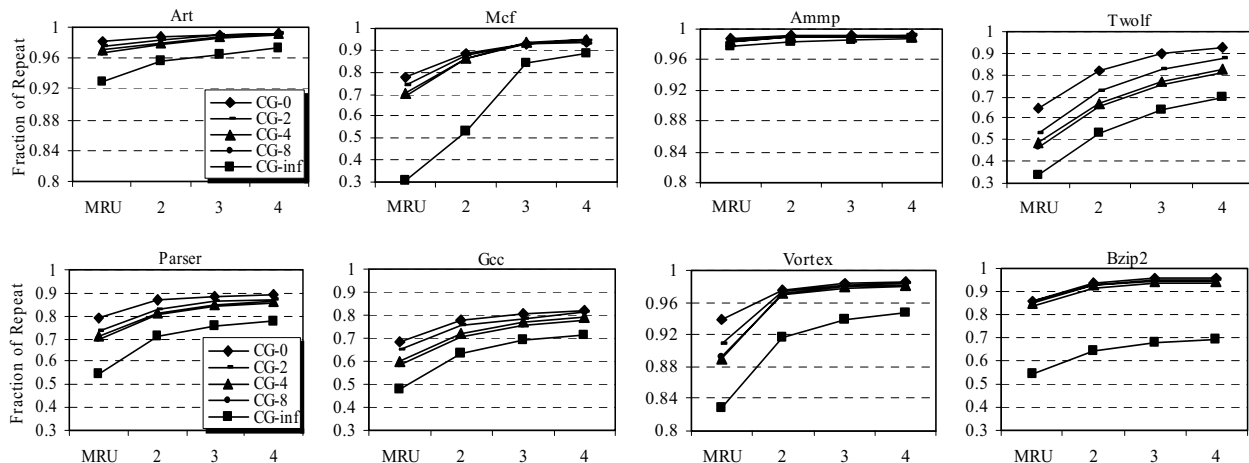 Art
Fraction of Repeat
1
0.96
0.92
0.88
0.84
0.8
CG-0
CG-2
CG-4
CG-8
CG-inf
MRU 2 3 4
Mcf
1
0.9
0.8
0.7
0.6
0.5
0.4
0.3
MRU 2 3 4
Ammp
1
0.96
0.92
0.88
0.84
0.8
MRU 2 3 4
Twolf
1
0.9
0.8
0.7
0.6
0.5
0.4
0.3
MRU 2 3 4
Parser
Fraction of Repeat
1
0.9
0.8
0.7
0.6
0.5
0.4
0.3
CG-0
CG-2
CG-4
CG-8
CG-inf
MRU 2 3 4
Gcc
1
0.9
0.8
0.7
0.6
0.5
0.4
0.3
MRU 2 3 4
Vortex
1
0.96
0.92
0.88
0.84
0.8
MRU 2 3 4
Bzip2
1
0.9
0.8
0.7
0.6
0.5
0.4
0.3
MRU 2 3 4